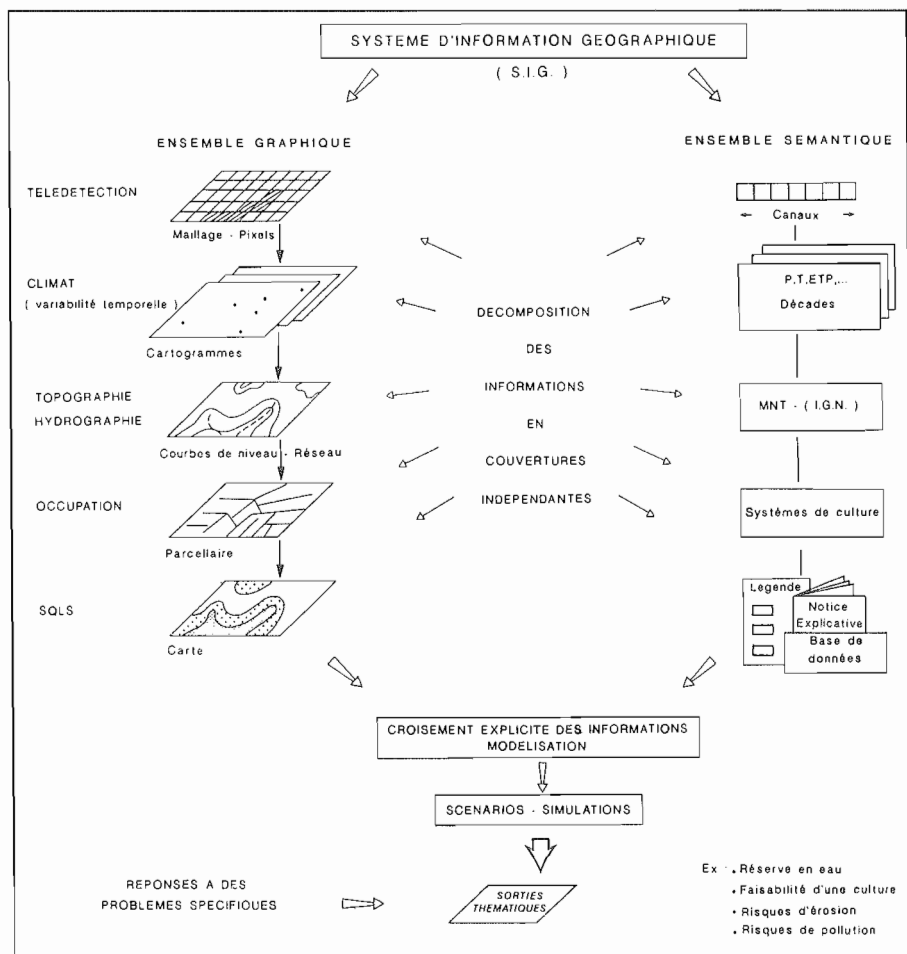 SYSTEME D'INFORMATION GEOGRAPHIQUE
( S.I.G. )
ENSEMBLE GRAPHIQUE
ENSEMBLE SEMANTIQUE
TELEDETECTION
Maillage - Pixels
Canaux
CLIMAT
( variabilité temporelle )
Cartogrammes
P.T.ETP,...
Décades
TOPOGRAPHIE
HYDROGRAPHIE
Courbes de niveau - Réseau
MNT - ( I.G.N. )
DECOMPOSITION
DES
INFORMATIONS
EN
COUVERTURES
INDEPENDANTES
OCCUPATION
Parcellaire
Systèmes de culture
SQLS
Carte
Legende
Notice
Explicative
Base de
données
CROISEMENT EXPLICITE DES INFORMATIONS
MODELISATION
SCENARIOS - SIMULATIONS
REPONSES A DES
PROBLEMES SPECIFIQUES
SORTIES
THEMATIQUES
Ex : . Réserve en eau
. Faisabilité d'une culture
. Risques d'érosion
. Risques de pollution